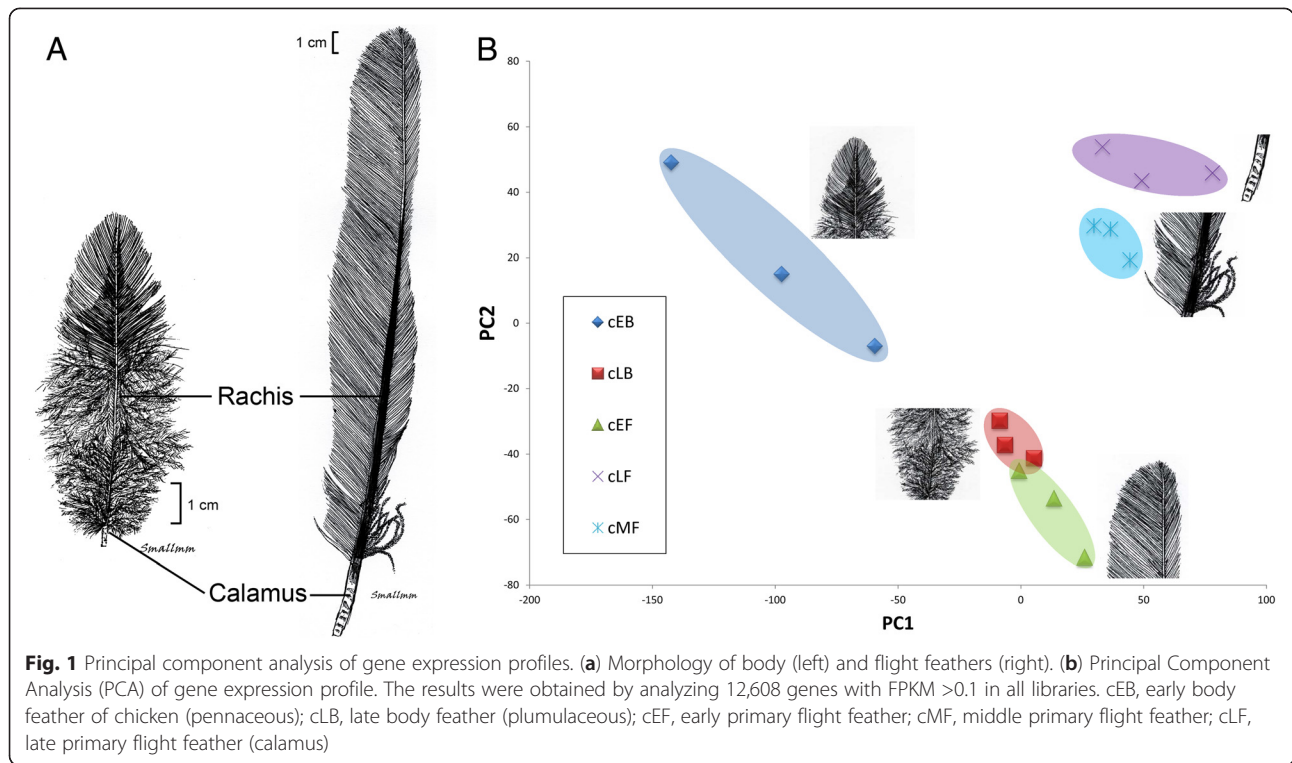 A
1 cm
Rachis
1 cm
Smallmm
Calamus
Smallmm
B
80
60
40
20
0
-20
-40
-60
-80
PC2
cEB
cLB
cEF
cLF
cMF
-200
-150
-100
-50
0
50
100
PC1
Fig. 1 Principal component analysis of gene expression profiles. (a) Morphology of body (left) and flight feathers (right). (b) Principal Component
Analysis (PCA) of gene expression profile. The results were obtained by analyzing 12,608 genes with FPKM >0.1 in all libraries. cEB, early body
feather of chicken (pennaceous); cLB, late body feather (plumulaceous); cEF, early primary flight feather; cMF, middle primary flight feather; cLF,
late primary flight feather (calamus)